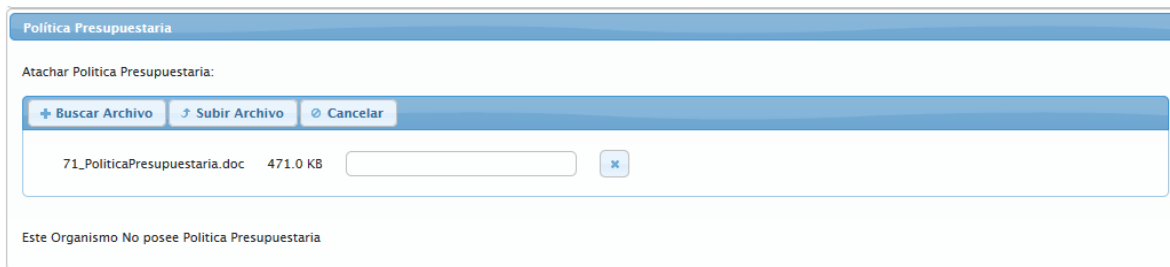 Política Presupuestaria
Atachar Politica Presupuestaria:
Buscar Archivo Subir Archivo Cancelar
71_PoliticaPresupuestaria.doc 471.0 KB
Este Organismo No posee Politica Presupuestaria